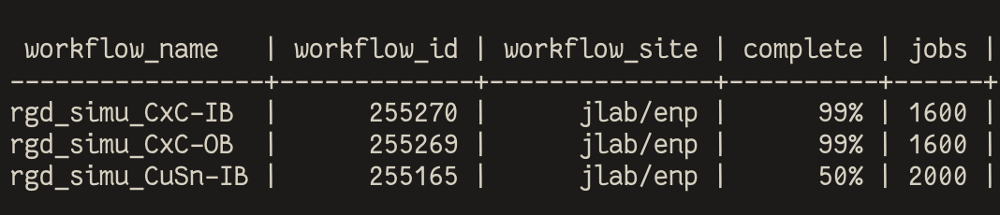 workflow_name | workflow_id | workflow_site | complete | jobs |
-----------------+-------------+---------------+----------+------+
rgd_simu_CxC-IB | 255270 | jlab/enp | 99% | 1600 |
rgd_simu_CxC-OB | 255269 | jlab/enp | 99% | 1600 |
rgd_simu_CuSn-IB | 255165 | jlab/enp | 50% | 2000 |